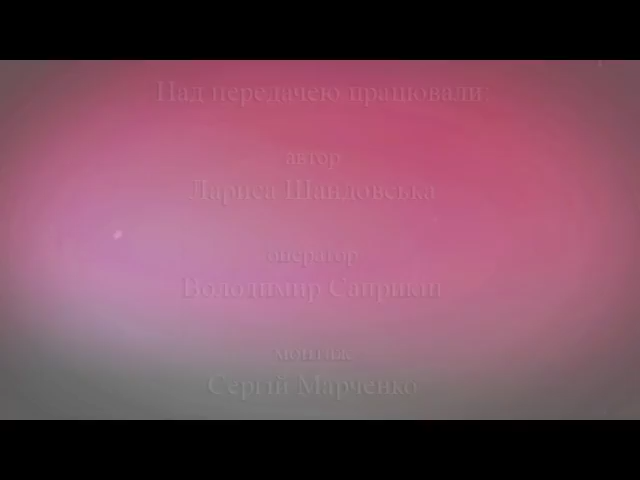 Над передачею працювали
автор
Лариса Шандовська
оператор
Володимир Саприкін
монтаж
Сергій Марченко